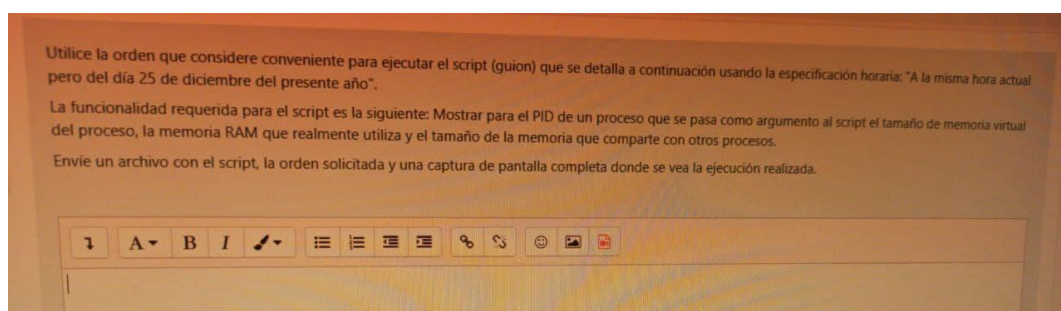 Utilice la orden que considere conveniente para ejecutar el script (guion) que se detalla a continuación usando la especificación horaria: "A la misma hora actual
pero del día 25 de diciembre del presente año".
La funcionalidad requerida para el script es la siguiente: Mostrar para el PID de un proceso que se pasa como argumento al script el tamaño de memoria virtual
del proceso, la memoria RAM que realmente utiliza y el tamaño de la memoria que comparte con otros procesos.
Envíe un archivo con el script, la orden solicitada y una captura de pantalla completa donde se vea la ejecución realizada.
A B I